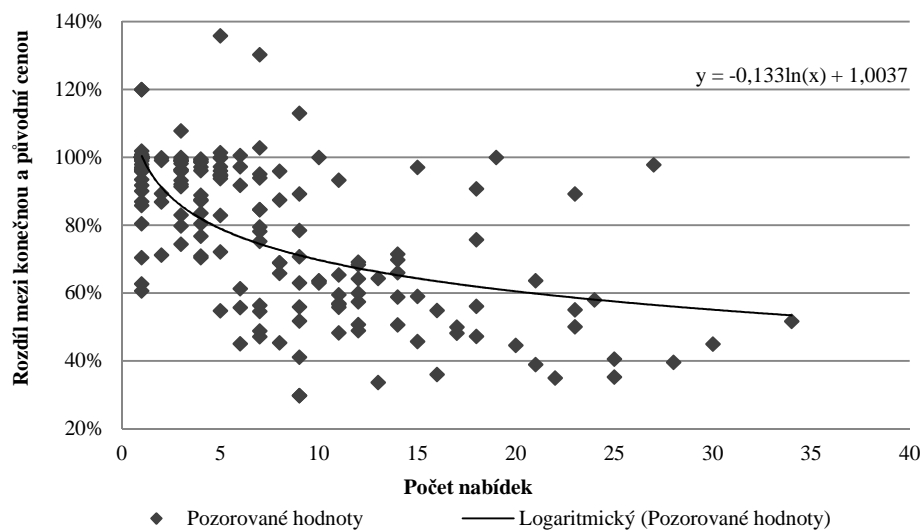 140%
y = -0,133ln(x) + 1,0037
120%
100%
80%
60%
40%
20%
Rozdíl mezi konečnou a původní cenou
0 5 10 15 20 25 30 35 40
Počet nabídek
Pozorované hodnoty Logaritmický (Pozorované hodnoty)